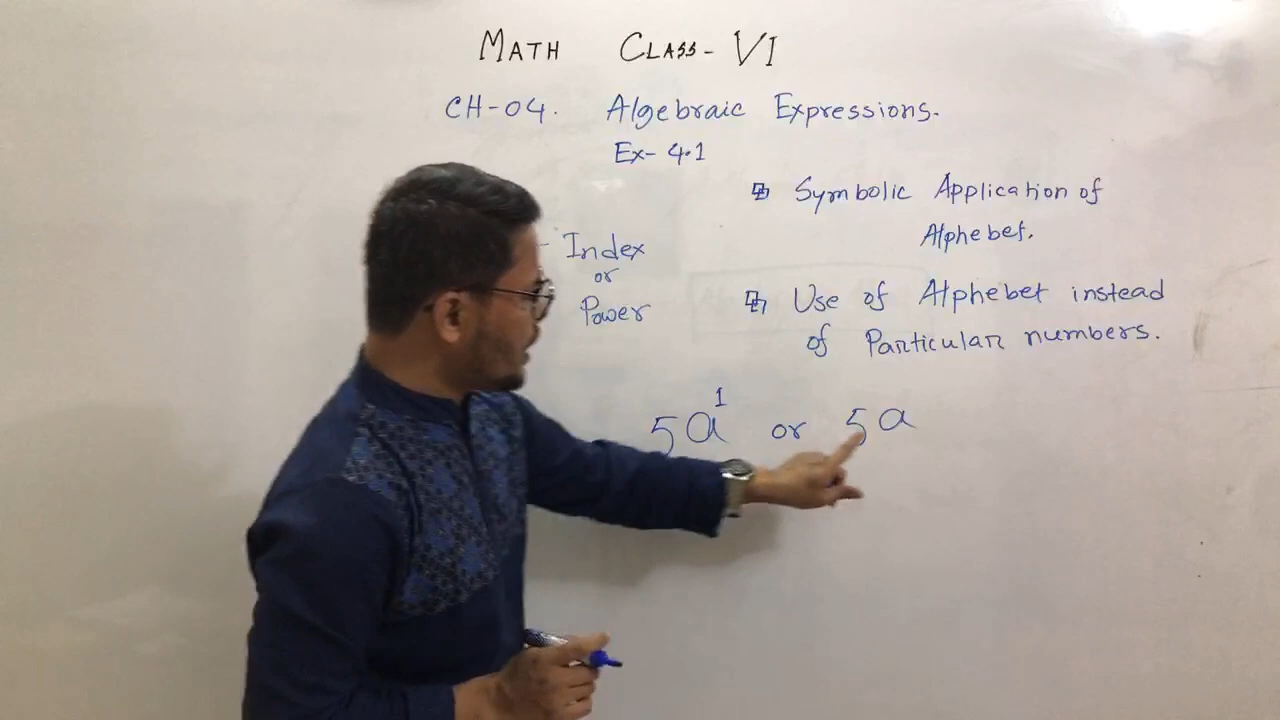 MATH CLASS- VI
CH-04. Algebraic Expressions.
Ex- 4.1
Symbolic Application of
Alphebet.
Index
or
Power
Use of Alphebet instead
of Particular numbers.
5a¹ or 5a